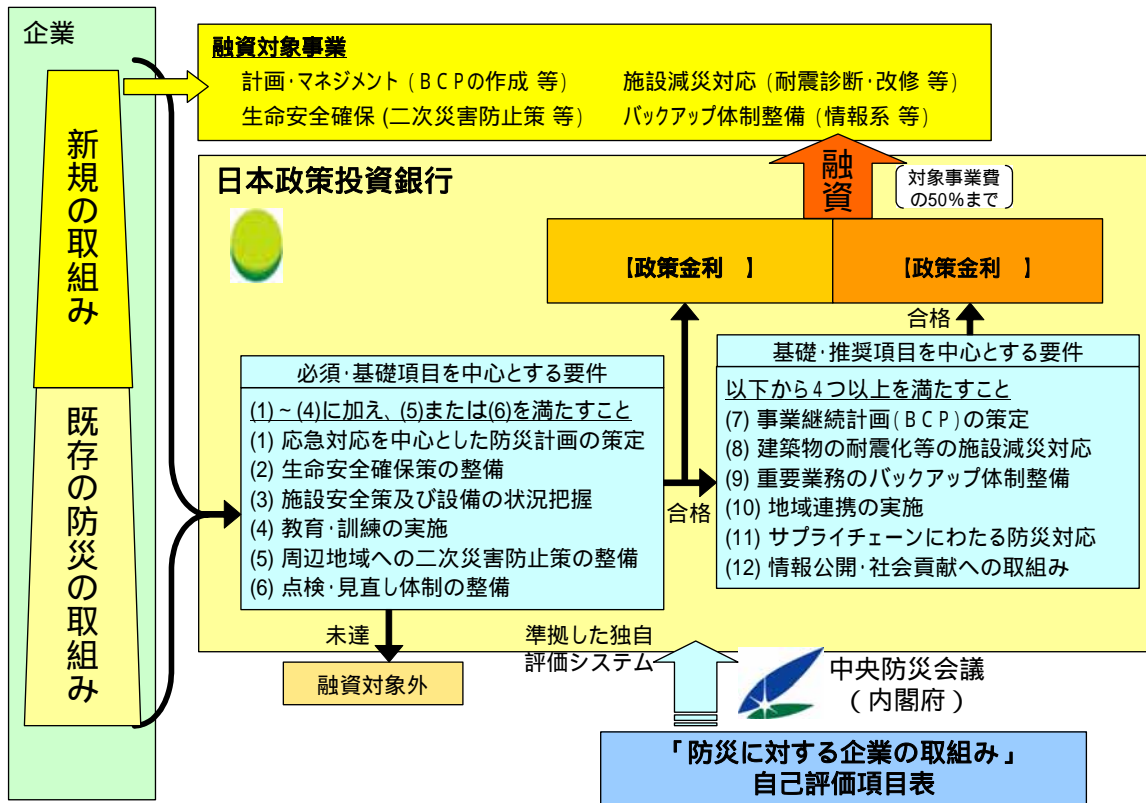 企業
新規の取組み
既存の防災の取組み
融資対象事業
計画・マネジメント（BCPの作成 等）
施設減災対応（耐震診断・改修 等）
生命安全確保（二次災害防止策 等）
バックアップ体制整備（情報系 等）
日本政策投資銀行
融資
対象事業費
の50%まで
【政策金利　】
【政策金利　】
合格
必須・基礎項目を中心とする要件
(1)～(4)に加え、(5)または(6)を満たすこと
(1) 応急対応を中心とした防災計画の策定
(2) 生命安全確保策の整備
(3) 施設安全策及び設備の状況把握
(4) 教育・訓練の実施
(5) 周辺地域への二次災害防止策の整備
(6) 点検・見直し体制の整備
合格
基礎・推奨項目を中心とする要件
以下から4つ以上を満たすこと
(7) 事業継続計画(BCP)の策定
(8) 建築物の耐震化等の施設減災対応
(9) 重要業務のバックアップ体制整備
(10) 地域連携の実施
(11) サプライチェーンにわたる防災対応
(12) 情報公開・社会貢献への取組み
未達
融資対象外
準拠した独自
評価システム
中央防災会議
（内閣府）
「防災に対する企業の取組み」
自己評価項目表